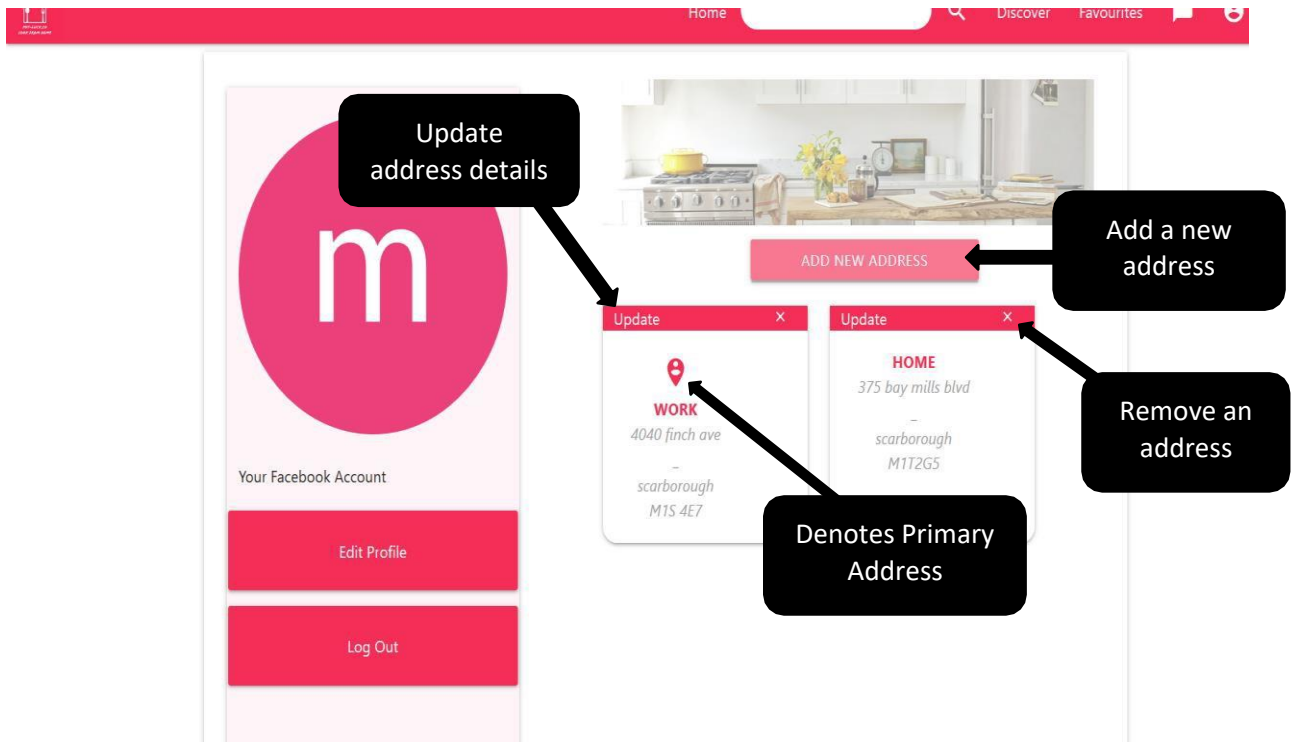 Home
Discover
Favourites
Update
address details
m
Add a new
address
ADD NEW ADDRESS
Update X
Update X
WORK
4040 finch ave
_
scarborough
M1S 4E7
HOME
375 bay mills blvd
_
scarborough
M1T2G5
Remove an
address
Denotes Primary
Address
Your Facebook Account
Edit Profile
Log Out